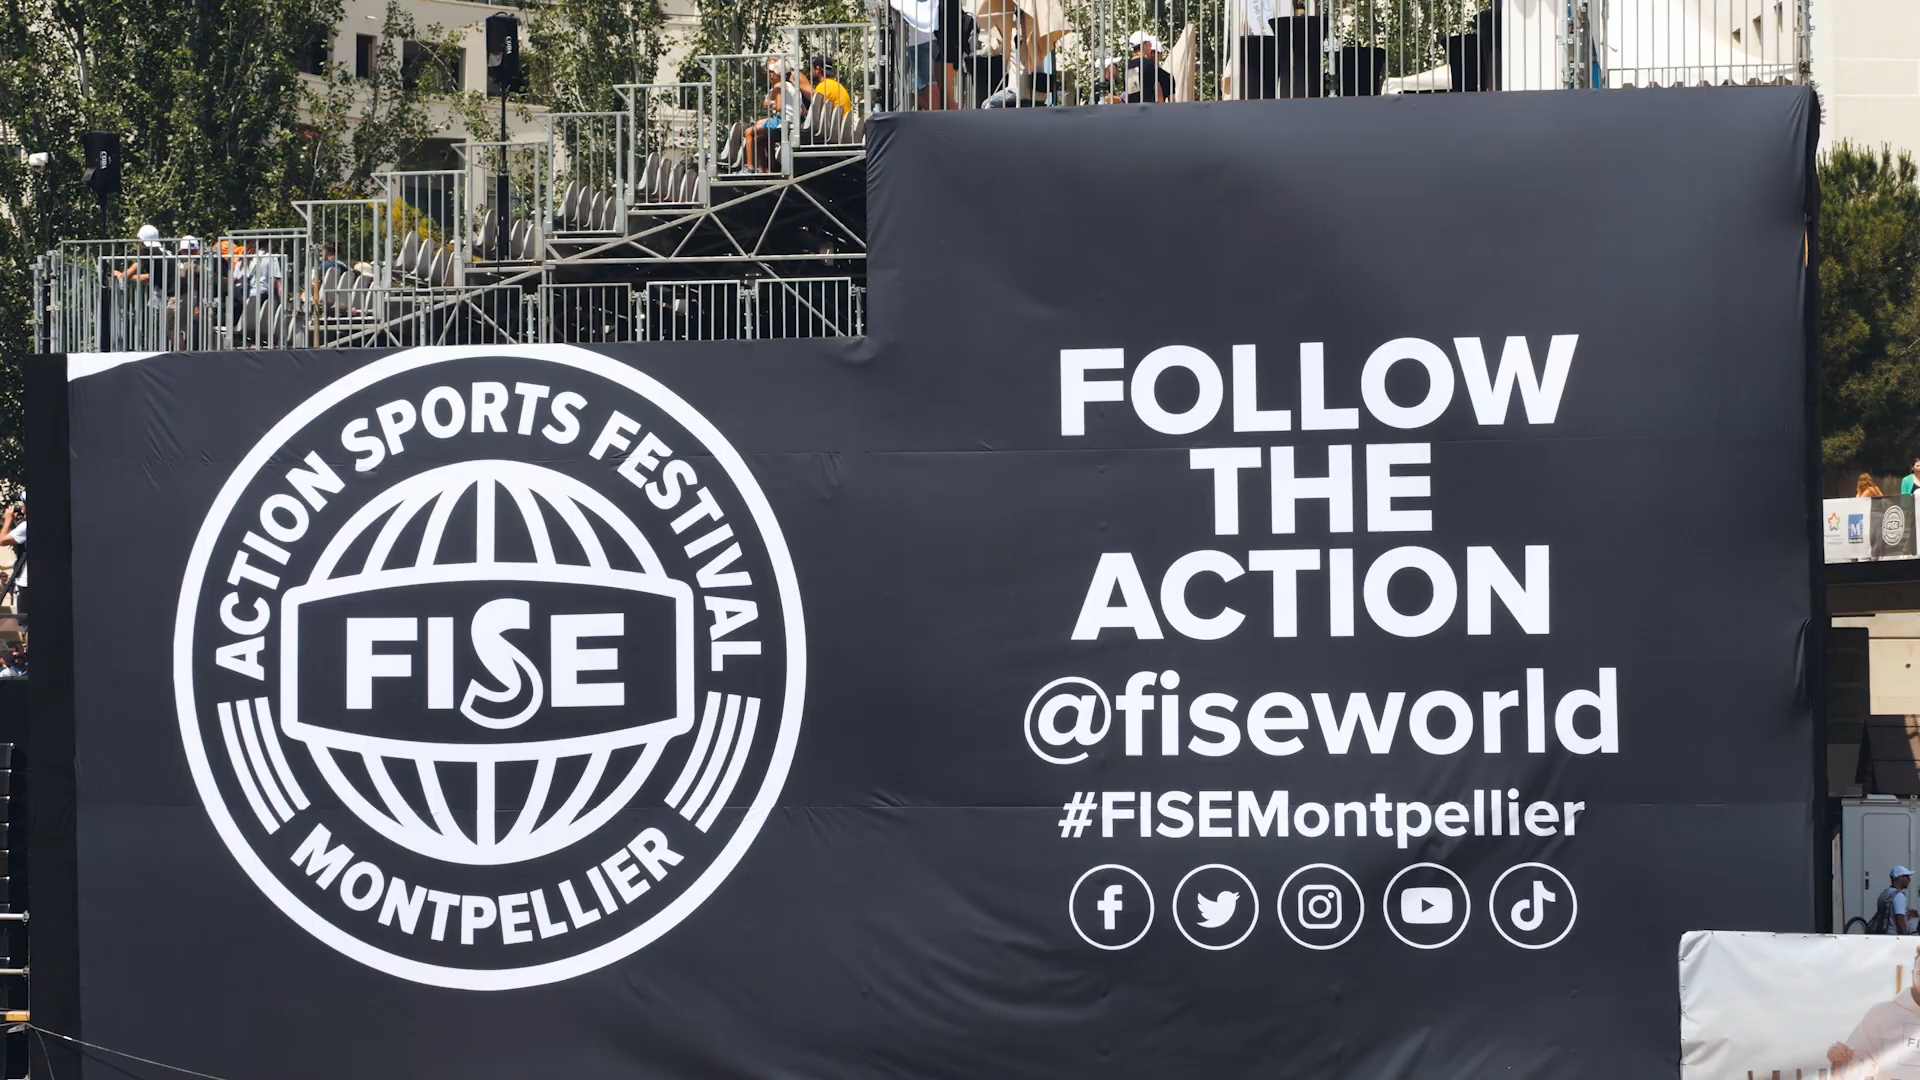 ACTION SPORTS FESTIVAL
FISE
MONTPELLIER
FOLLOW
THE
ACTION
@fiseworld
#FISEMontpellier